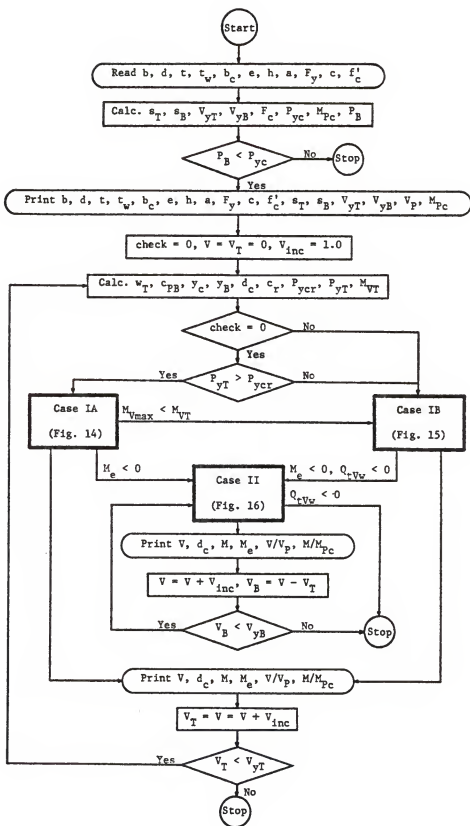 Start
Read b, d, t, t_w, b_c, e, h, a, F_y, c, f'_c
Calc. s_T, s_B, V_yT, V_yB, F_c, P_yc, M_Pc, P_B
P_B < P_yc
No
Stop
Yes
Print b, d, t, t_w, b_c, e, h, a, F_y, c, f'_c, s_T, s_B, V_yT, V_yB, V_P, M_Pc
check = 0, V = V_T = 0, V_inc = 1.0
Calc. w_T, c_PB, y_c, y_B, d_c, c_r, P_ycr, P_yT, M_VT
check = 0
No
Yes
Yes
P_yT > P_ycr
No
Case IA
(Fig. 14)
M_Vmax < M_VT
Case IB
(Fig. 15)
M_e < 0
M_e < 0, Q_tVw < 0
Case II
(Fig. 16)
Q_tVw < 0
Print V, d_c, M, M_e, V/V_P, M/M_Pc
V = V + V_inc, V_B = V - V_T
Yes
V_B < V_yB
No
Stop
Print V, d_c, M, M_e, V/V_P, M/M_Pc
V_T = V = V + V_inc
Yes
V_T < V_yT
No
Stop